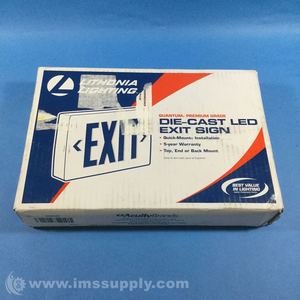 LITHONIA
LIGHTING
QUANTUM® PREMIUM GRADE
DIE-CAST LED
EXIT SIGN
• Quick-Mount Installation
• 5-year Warranty
• Top, End or Back Mount
EXIT
BEST VALUE
IN LIGHTING
AcuityBrands
© www.imssupply.com